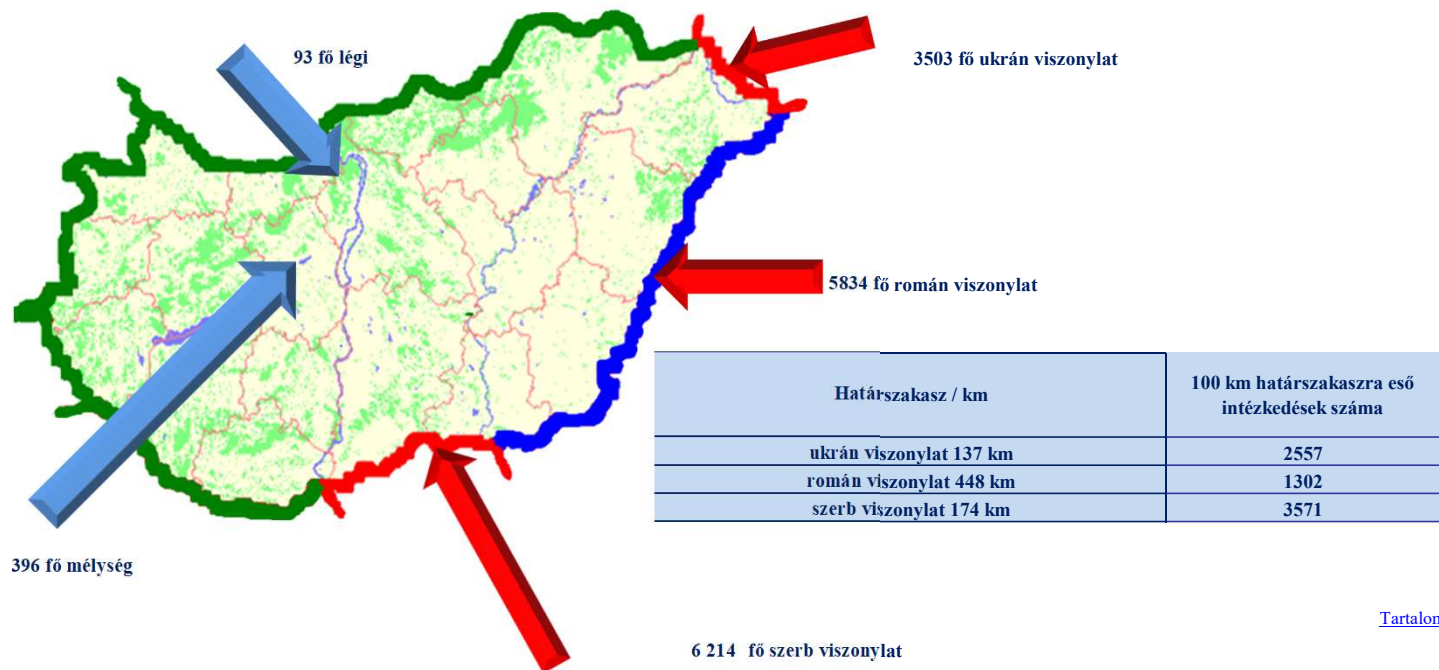 93 fő légi
3503 fő ukrán viszonylat
5834 fő román viszonylat
Határszakasz / km
100 km határszakaszra eső
intézkedések száma
ukrán viszonylat 137 km
2557
román viszonylat 448 km
1302
szerb viszonylat 174 km
3571
396 fő mélység
Tartalom
6 214 fő szerb viszonylat